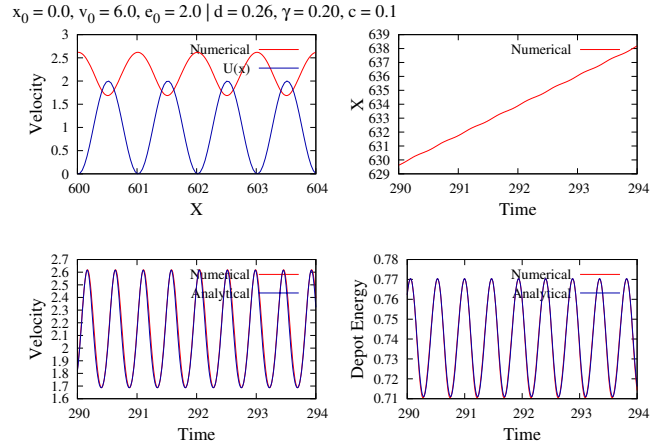 x_0 = 0.0, v_0 = 6.0, e_0 = 2.0 | d = 0.26, γ = 0.20, c = 0.1
3
2.5
2
1.5
1
0.5
0
Velocity
Numerical
U(x)
600 601 602 603 604
X
639
638
637
636
635
634
633
632
631
630
629
X
Numerical
290 291 292 293 294
Time
2.7
2.6
2.5
2.4
2.3
2.2
2.1
2
1.9
1.8
1.7
1.6
Velocity
Numerical
Analytical
290 291 292 293 294
Time
0.78
0.77
0.76
0.75
0.74
0.73
0.72
0.71
Depot Energy
Numerical
Analytical
290 291 292 293 294
Time